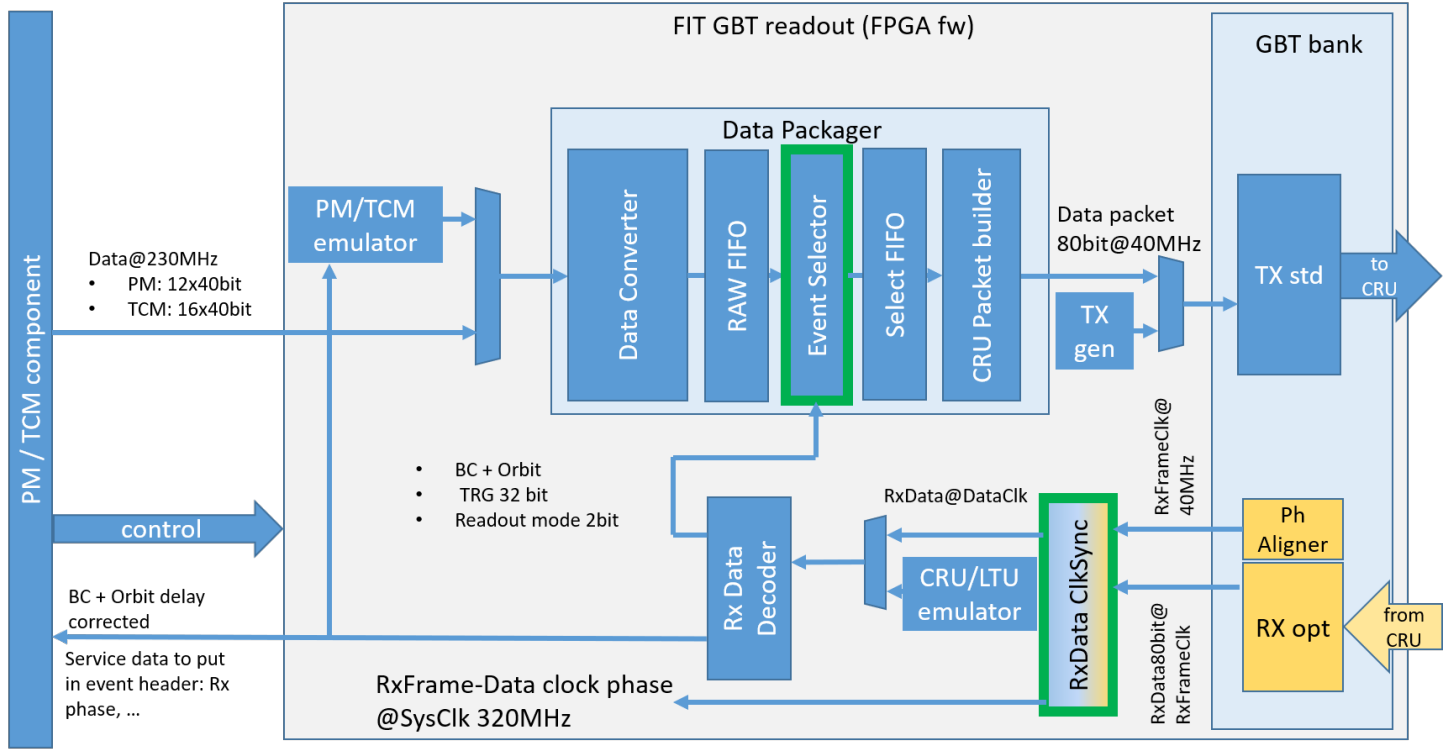 FIT GBT readout (FPGA fw)
GBT bank
Data Packager
PM / TCM component
PM/TCM
emulator
Data@230MHz
• PM: 12x40bit
• TCM: 16x40bit
Data Converter
RAW FIFO
Event Selector
Select FIFO
CRU Packet builder
Data packet
80bit@40MHz
TX
gen
TX std
to
CRU
control
• BC + Orbit
• TRG 32 bit
• Readout mode 2bit
Rx Data
Decoder
RxData@DataClk
CRU/LTU
emulator
RxData ClkSync
RxFrameClk@
40MHz
RxData80bit@
RxFrameClk
Ph
Aligner
RX opt
from
CRU
BC + Orbit delay
corrected
Service data to put
in event header: Rx
phase, ...
RxFrame-Data clock phase
@SysClk 320MHz